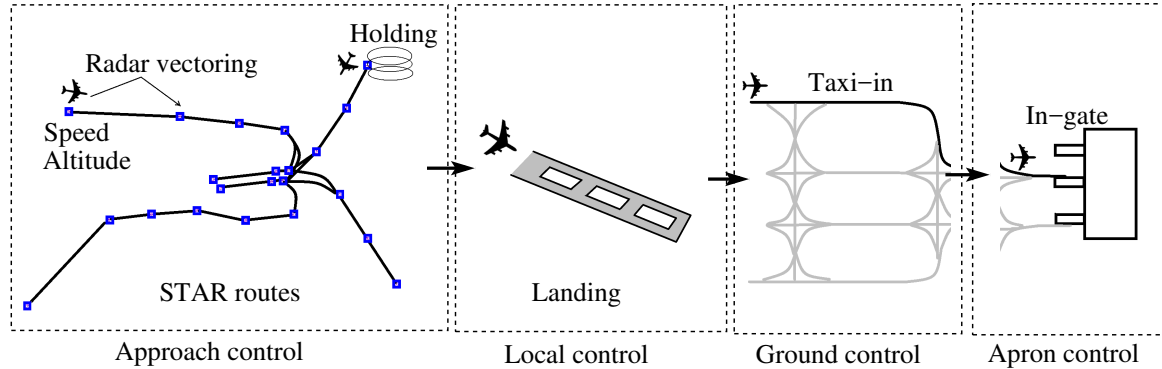 Holding
Radar vectoring
Speed
Altitude
STAR routes
Landing
Taxi−in
In−gate
Approach control
Local control
Ground control
Apron control